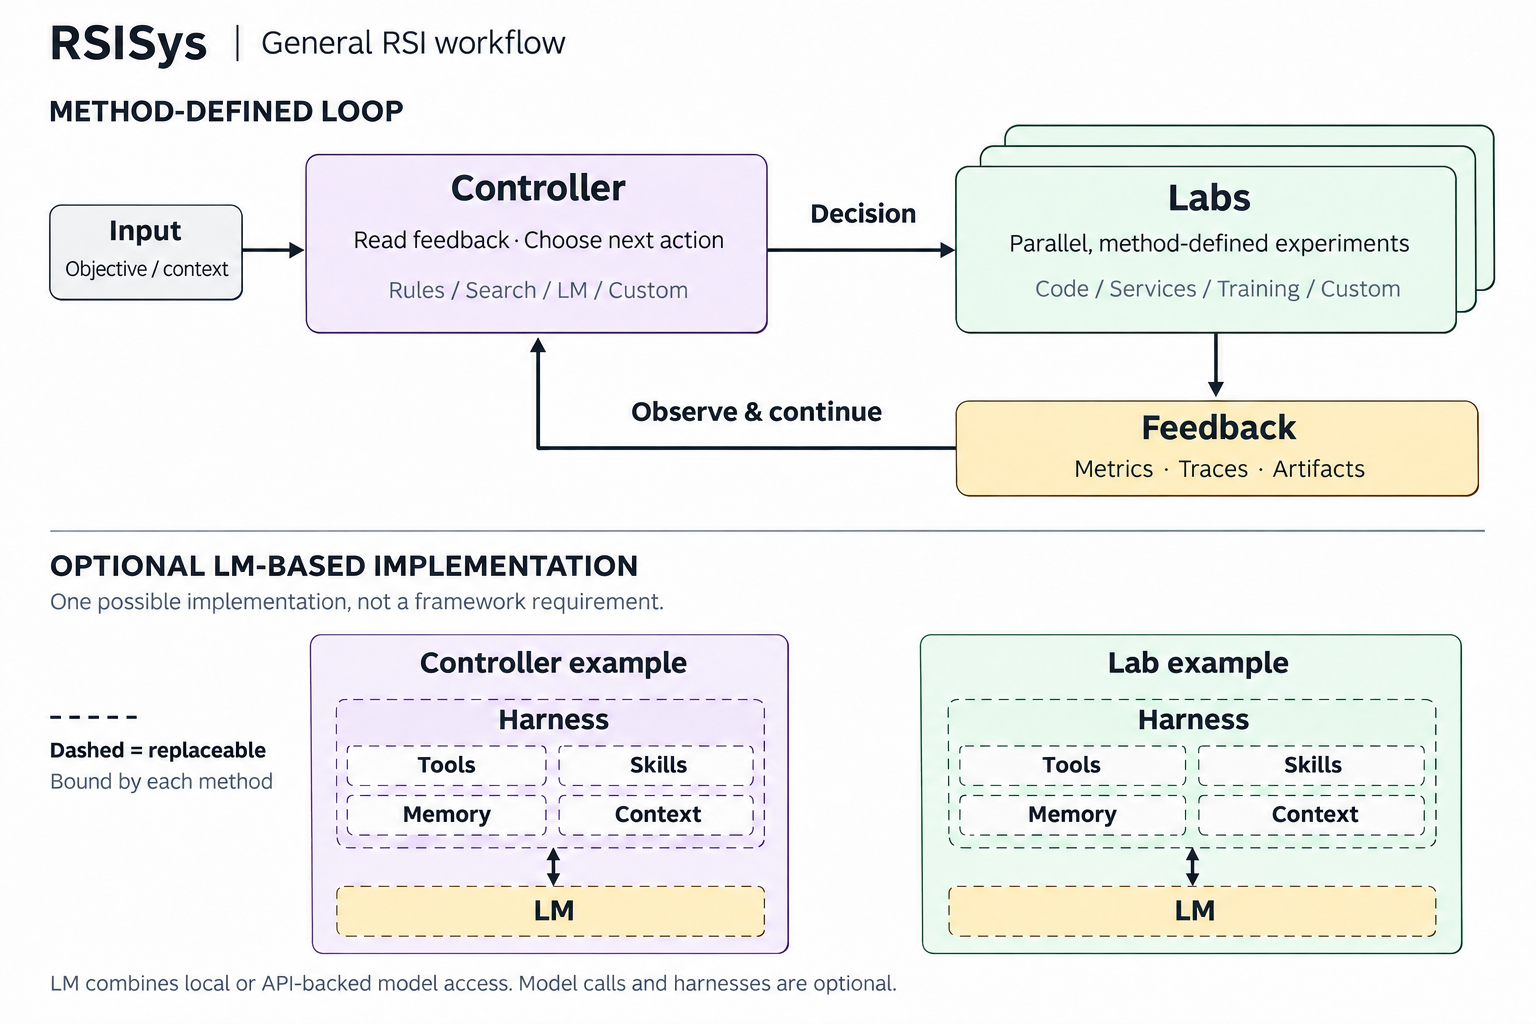 RSISys | General RSI workflow
METHOD-DEFINED LOOP
Input
Objective / context
Controller
Read feedback · Choose next action
Rules / Search / LM / Custom
Decision
Labs
Parallel, method-defined experiments
Code / Services / Training / Custom
Observe & continue
Feedback
Metrics · Traces · Artifacts
OPTIONAL LM-BASED IMPLEMENTATION
One possible implementation, not a framework requirement.
Dashed = replaceable
Bound by each method
Controller example
Harness
Tools
Skills
Memory
Context
LM
Lab example
Harness
Tools
Skills
Memory
Context
LM
LM combines local or API-backed model access. Model calls and harnesses are optional.